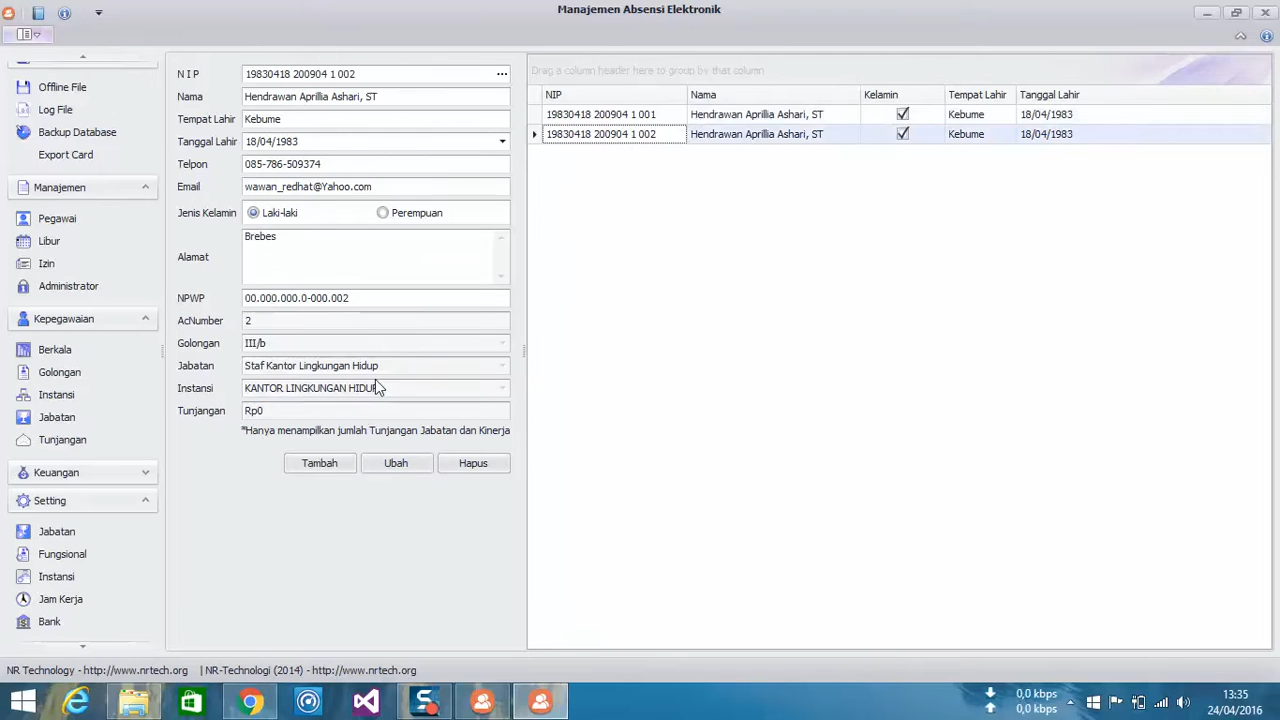 Manajemen Absensi Elektronik
Offline File
Log File
Backup Database
Export Card
Manajemen
Pegawai
Libur
Izin
Administrator
Kepegawaian
Berkala
Golongan
Instansi
Jabatan
Tunjangan
Keuangan
Setting
Jabatan
Fungsional
Instansi
Jam Kerja
Bank
N I P 19830418 200904 1 002 ...
Nama Hendrawan Aprillia Ashari, ST
Tempat Lahir Kebume
Tanggal Lahir 18/04/1983
Telpon 085-786-509374
Email wawan_redhat@Yahoo.com
Jenis Kelamin Laki-laki Perempuan
Alamat Brebes
NPWP 00.000.000.0-000.002
AcNumber 2
Golongan III/b
Jabatan Staf Kantor Lingkungan Hidup
Instansi KANTOR LINGKUNGAN HIDUP
Tunjangan Rp0
*Hanya menampilkan jumlah Tunjangan Jabatan dan Kinerja
Tambah Ubah Hapus
Drag a column header here to group by that column
NIP Nama Kelamin Tempat Lahir Tanggal Lahir
19830418 200904 1 001 Hendrawan Aprillia Ashari, ST Kebume 18/04/1983
19830418 200904 1 002 Hendrawan Aprillia Ashari, ST Kebume 18/04/1983
NR Technology - http://www.nrtech.org | NR-Technologi (2014) - http://www.nrtech.org
0,0 kbps
0,0 kbps
13:35
24/04/2016